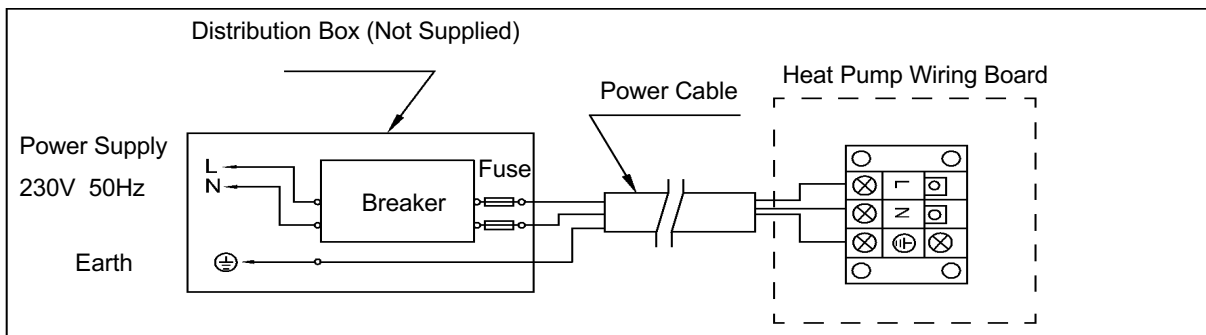 Distribution Box (Not Supplied)
Heat Pump Wiring Board
Power Cable
Power Supply
230V 50Hz
L
N
Fuse
Breaker
Earth
L
N